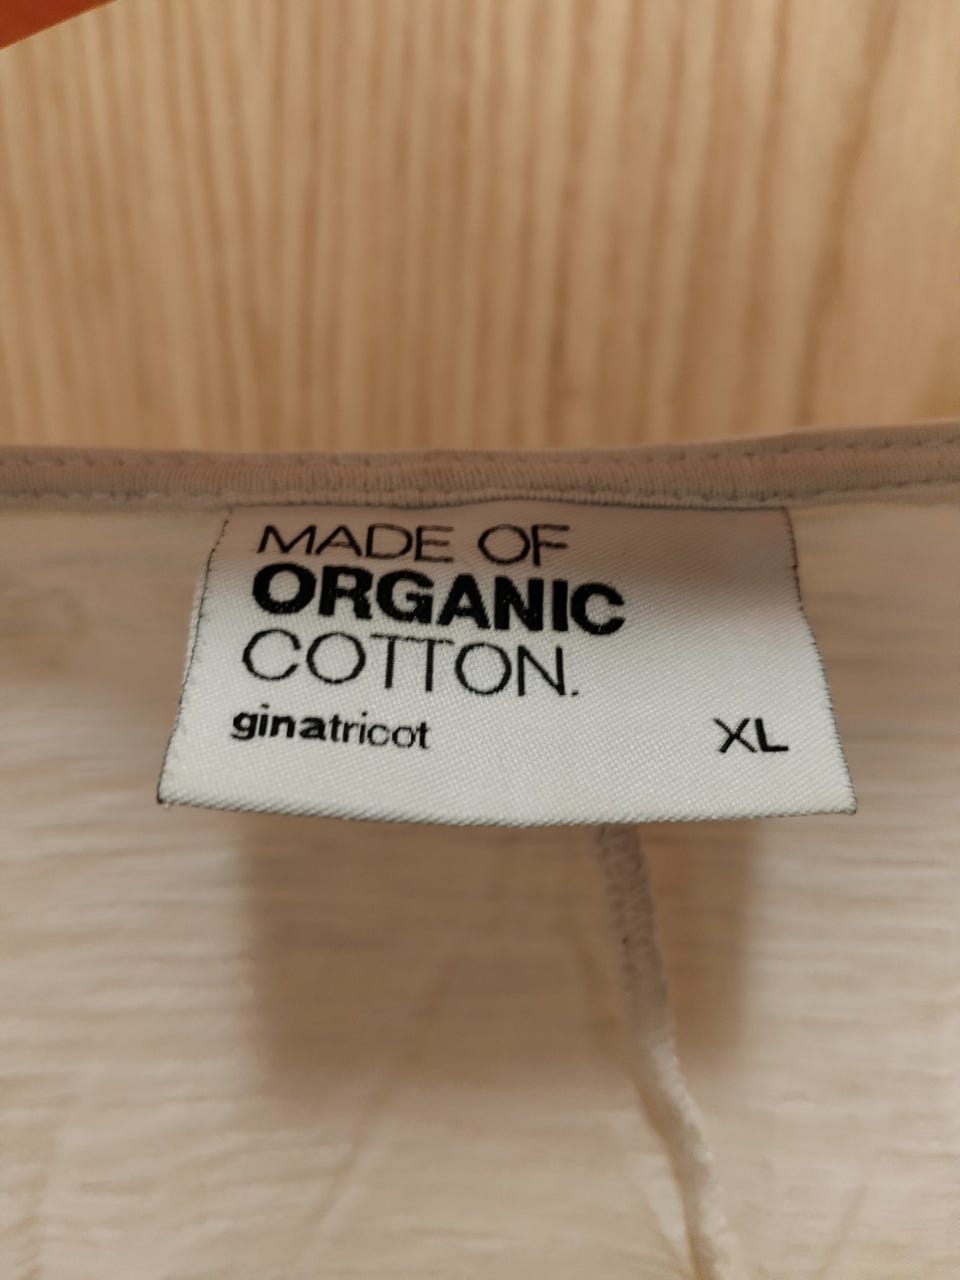 MADE OF
ORGANIC
COTTON.
ginatricot XL